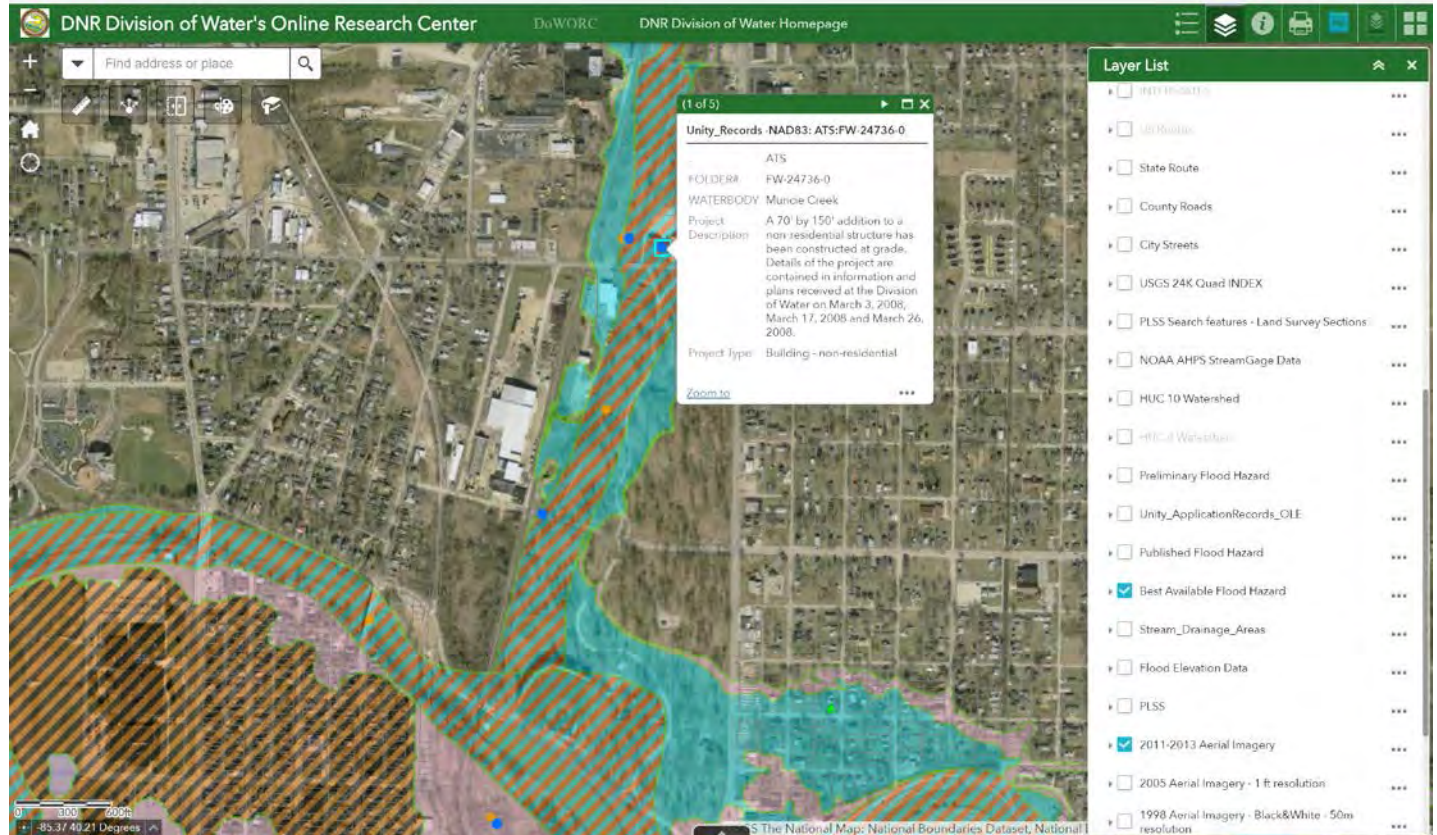 DNR Division of Water's Online Research Center
DoWORC
DNR Division of Water Homepage
Find address or place
(1 of 5)
Unity_Records -NAD83: ATS:FW-24736-0
ATS
FOLDER# FW-24736-0
WATERBODY Muncie Creek
Project Description
A 70' by 150' addition to a
non-residential structure has
been constructed at grade.
Details of the project are
contained in information and
plans received at the Division
of Water on March 3, 2008,
March 17, 2008 and March 26,
2008.
Project Type Building - non-residential
Zoom to
Layer List
INTERSTATES
US Routes
State Route
County Roads
City Streets
USGS 24K Quad INDEX
PLSS Search features - Land Survey Sections
NOAA AHPS StreamGage Data
HUC 10 Watershed
HUC 8 Watershed
Preliminary Flood Hazard
Unity_ApplicationRecords_OLE
Published Flood Hazard
Best Available Flood Hazard
Stream_Drainage_Areas
Flood Elevation Data
PLSS
2011-2013 Aerial Imagery
2005 Aerial Imagery - 1 ft resolution
1998 Aerial Imagery - Black&White - 50m
resolution
0 300 600ft
-85.37 40.21 Degrees
S The National Map: National Boundaries Dataset, National